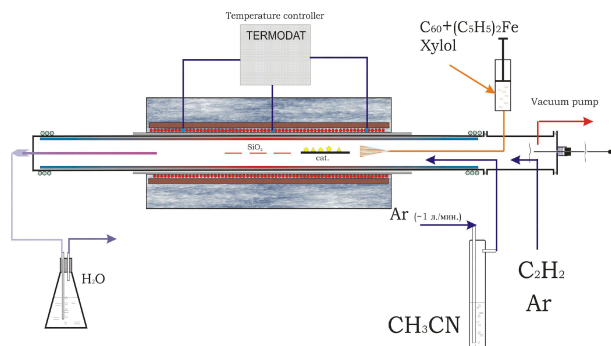 Temperature controller
TERMODAT
C₆₀+(C₅H₅)₂Fe
Xylol
Vacuum pump
SiO₂
cat.
Ar (~1 л./мин.)
H₂O
C₂H₂
Ar
CH₃CN